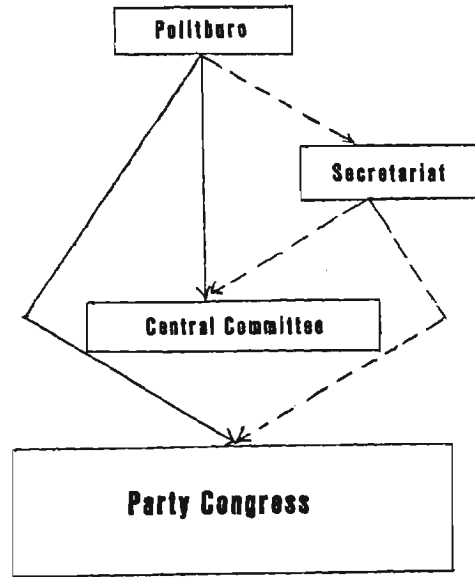 Politburo
Secretariat
Central Committee
Party Congress